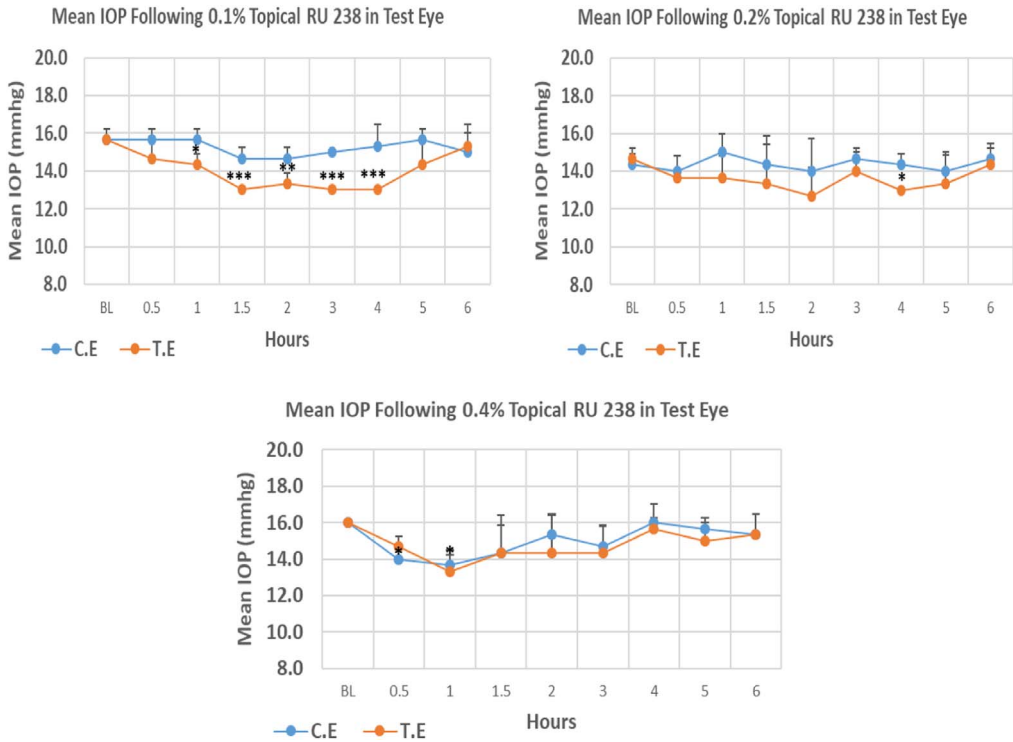 Mean IOP Following 0.1% Topical RU 238 in Test Eye
Mean IOP (mmhg)
20.0
18.0
16.0
14.0
12.0
10.0
8.0
*
***
**
***
***
BL 0.5 1 1.5 2 3 4 5 6
Hours
C.E T.E
Mean IOP Following 0.2% Topical RU 238 in Test Eye
Mean IOP (mmhg)
20.0
18.0
16.0
14.0
12.0
10.0
8.0
*
BL 0.5 1 1.5 2 3 4 5 6
Hours
C.E T.E
Mean IOP Following 0.4% Topical RU 238 in Test Eye
Mean IOP (mmhg)
20.0
18.0
16.0
14.0
12.0
10.0
8.0
* *
BL 0.5 1 1.5 2 3 4 5 6
Hours
C.E T.E